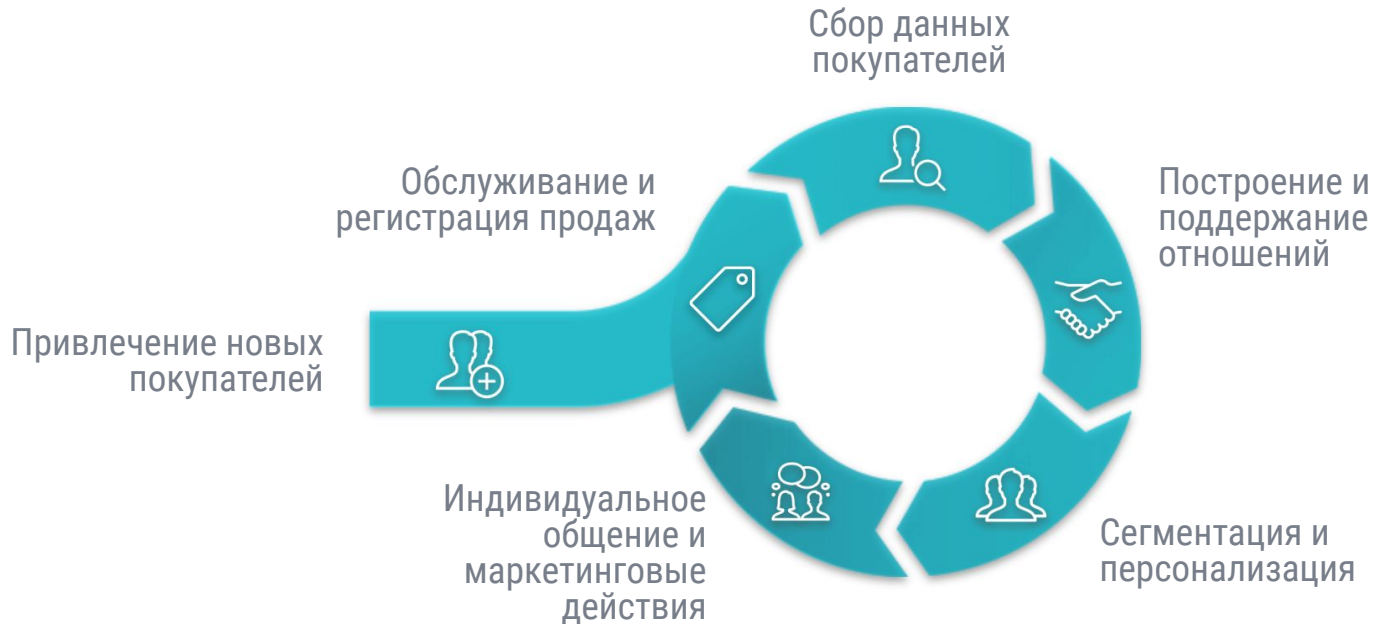 Сбор данных
покупателей
Обслуживание и
регистрация продаж
Построение и
поддержание
отношений
Привлечение новых
покупателей
Индивидуальное
общение и
маркетинговые
действия
Сегментация и
персонализация